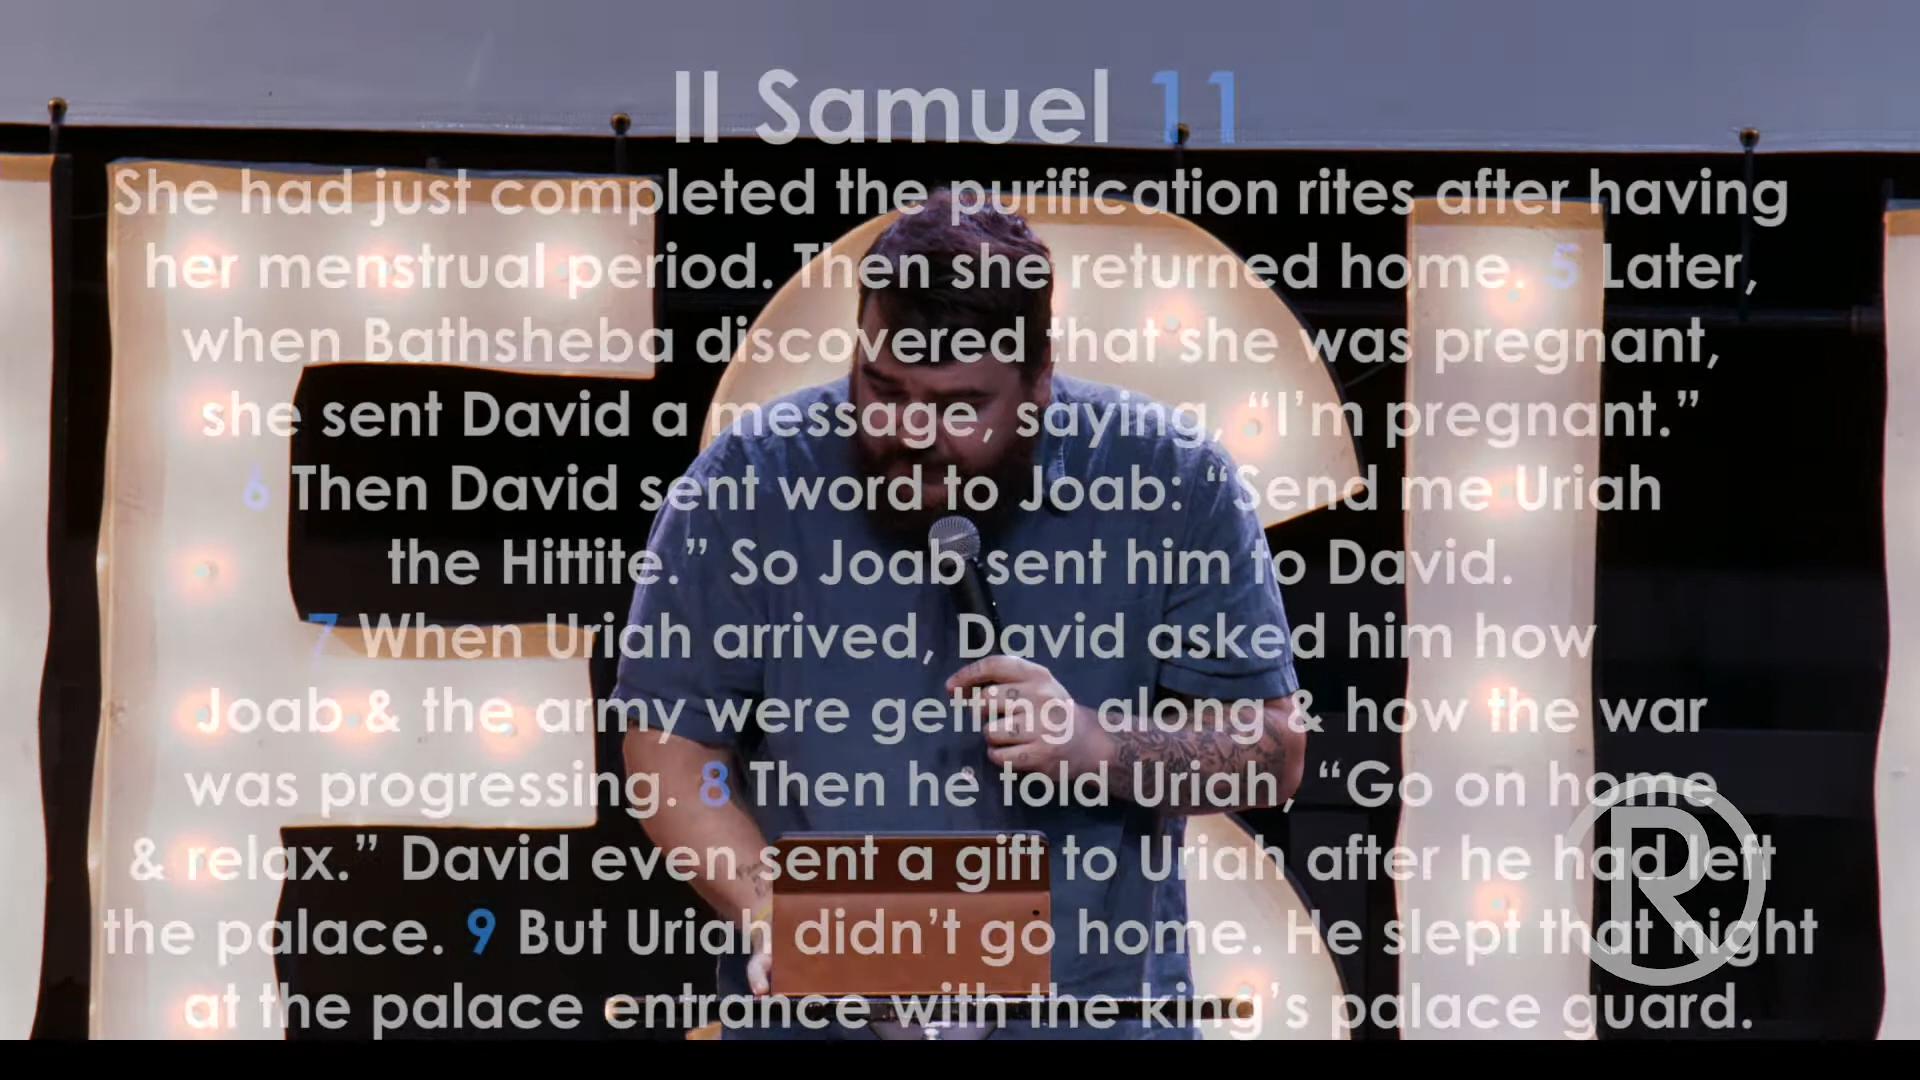 II Samuel 11
She had just completed the purification rites after having
her menstrual period. Then she returned home. 5 Later,
when Bathsheba discovered that she was pregnant,
she sent David a message, saying, “I’m pregnant.”
6 Then David sent word to Joab: “Send me Uriah
the Hittite.” So Joab sent him to David.
7 When Uriah arrived, David asked him how
Joab & the army were getting along & how the war
was progressing. 8 Then he told Uriah, “Go on home
& relax.” David even sent a gift to Uriah after he had left
the palace. 9 But Uriah didn’t go home. He slept that night
at the palace entrance with the king’s palace guard.
R